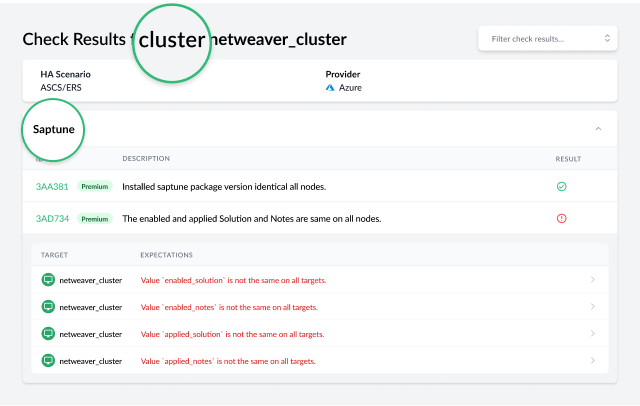 Check Results f cluster netweaver_cluster
Filter check results...
HA Scenario
Provider
ASCS/ERS
Azure
Saptune
DESCRIPTION
RESULT
3AA381 Premium Installed saptune package version identical all nodes.
3AD734 Premium The enabled and applied Solution and Notes are same on all nodes.
TARGET EXPECTATIONS
netweaver_cluster Value `enabled_solution` is not the same on all targets.
netweaver_cluster Value `enabled_notes` is not the same on all targets.
netweaver_cluster Value `applied_solution` is not the same on all targets.
netweaver_cluster Value `applied_notes` is not the same on all targets.